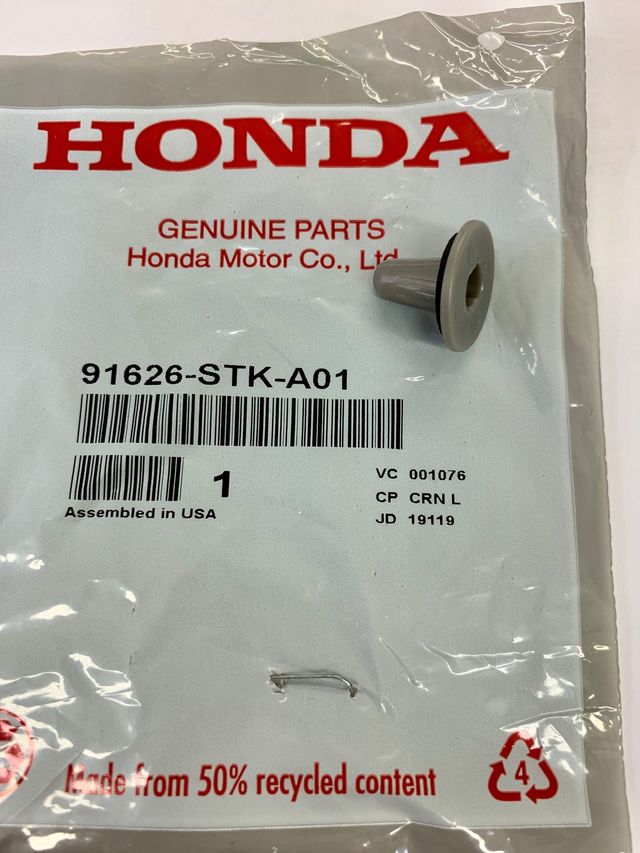 HONDA
GENUINE PARTS
Honda Motor Co., Ltd.
91626-STK-A01
1
VC 001076
CP CRN L
Assembled in USA
JD 19119
Made from 50% recycled content
4